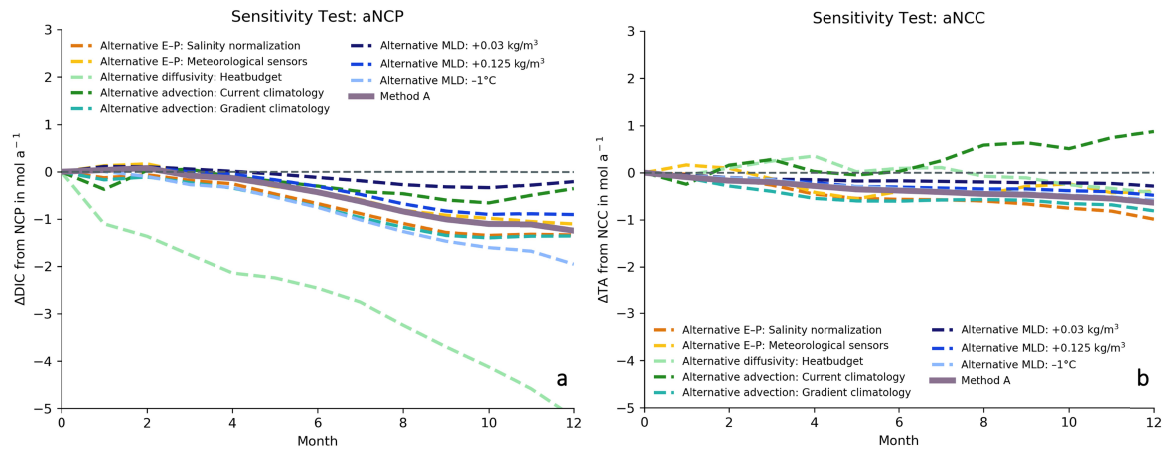 Sensitivity Test: aNCP
3
2
1
0
−1
−2
−3
−4
−5
ΔDIC from NCP in mol a⁻¹
Alternative E–P: Salinity normalization
Alternative E–P: Meteorological sensors
Alternative diffusivity: Heatbudget
Alternative advection: Current climatology
Alternative advection: Gradient climatology
Alternative MLD: +0.03 kg/m³
Alternative MLD: +0.125 kg/m³
Alternative MLD: –1°C
Method A
a
0 2 4 6 8 10 12
Month
Sensitivity Test: aNCC
3
2
1
0
−1
−2
−3
−4
−5
ΔTA from NCC in mol a⁻¹
Alternative E–P: Salinity normalization
Alternative E–P: Meteorological sensors
Alternative diffusivity: Heatbudget
Alternative advection: Current climatology
Alternative advection: Gradient climatology
Alternative MLD: +0.03 kg/m³
Alternative MLD: +0.125 kg/m³
Alternative MLD: –1°C
Method A
b
0 2 4 6 8 10 12
Month